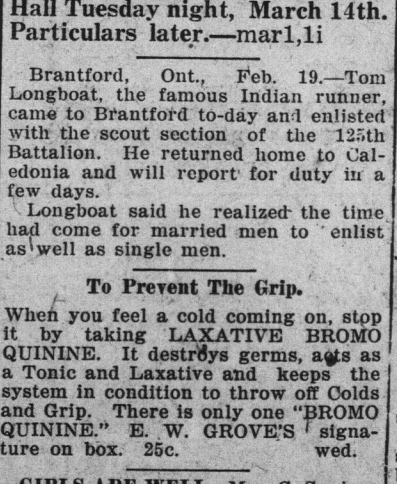 Hall Tuesday night, March 14th.
Particulars later.—mar1,1i
Brantford, Ont., Feb. 19.—Tom
Longboat, the famous Indian runner,
came to Brantford to-day and enlisted
with the scout section of the 125th
Battalion. He returned home to Cal-
edonia and will report for duty in a
few days.
Longboat said he realized the time
had come for married men to enlist
as well as single men.
To Prevent The Grip.
When you feel a cold coming on, stop
it by taking LAXATIVE BROMO
QUININE. It destroys germs, acts as
a Tonic and Laxative and keeps the
system in condition to throw off Colds
and Grip. There is only one "BROMO
QUININE." E. W. GROVE'S signa-
ture on box. 25c. wed.
GIRLS ARE WELL